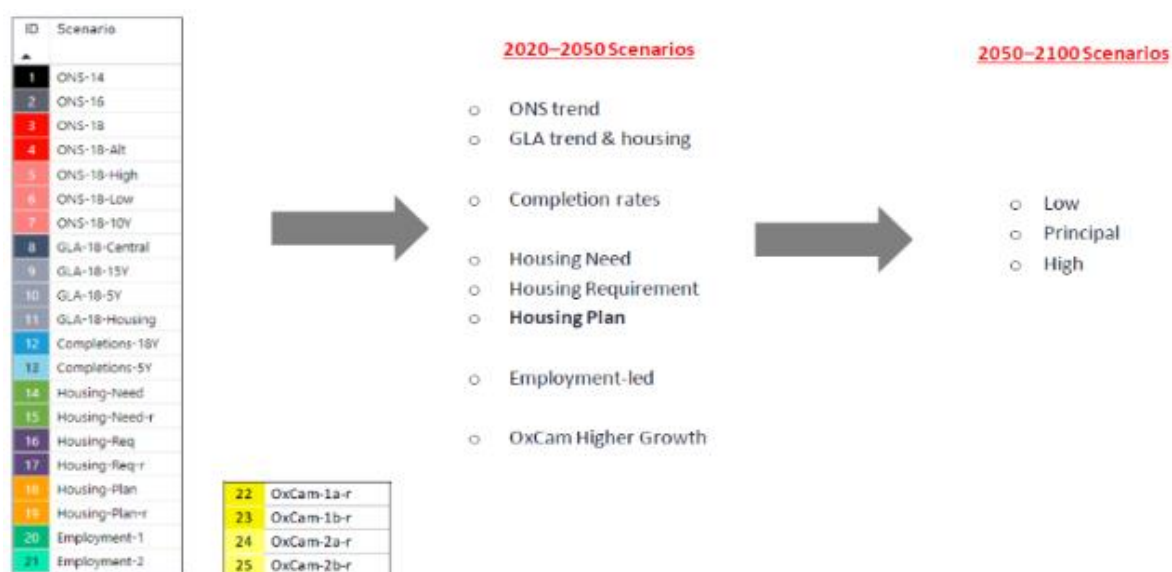 ID Scenario
1 ONS-14
2 ONS-16
3 ONS-18
4 ONS-18-Alt
5 ONS-18-High
6 ONS-18-Low
7 ONS-18-10Y
8 GLA-18-Central
9 GLA-18-15Y
10 GLA-18-5Y
11 GLA-18-Housing
12 Completions-18Y
13 Completions-5Y
14 Housing-Need
15 Housing-Need-r
16 Housing-Req
17 Housing-Req-r
18 Housing-Plan
19 Housing-Plan-r
20 Employment-1
21 Employment-2
22 OxCam-1a-r
23 OxCam-1b-r
24 OxCam-2a-r
25 OxCam-2b-r
2020–2050 Scenarios
ONS trend
GLA trend & housing
Completion rates
Housing Need
Housing Requirement
Housing Plan
Employment-led
OxCam Higher Growth
2050–2100 Scenarios
Low
Principal
High